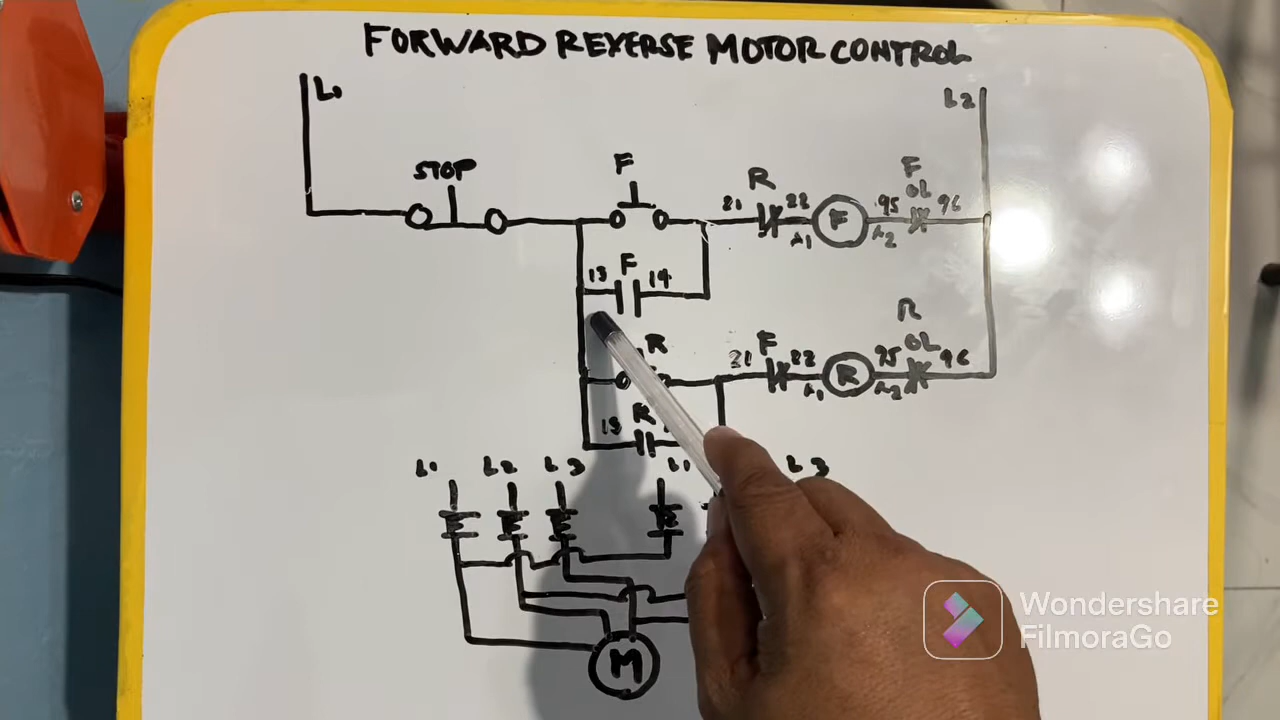 FORWARD REVERSE MOTOR CONTROL
L1 L2
STOP F R F OL
21 22 95 96
A1 F A2
13 F 14
R F R OL
21 22 95 96
A1 R A2
13 R
L1 L2 L3 L1 L3
M
Wondershare
FilmoraGo